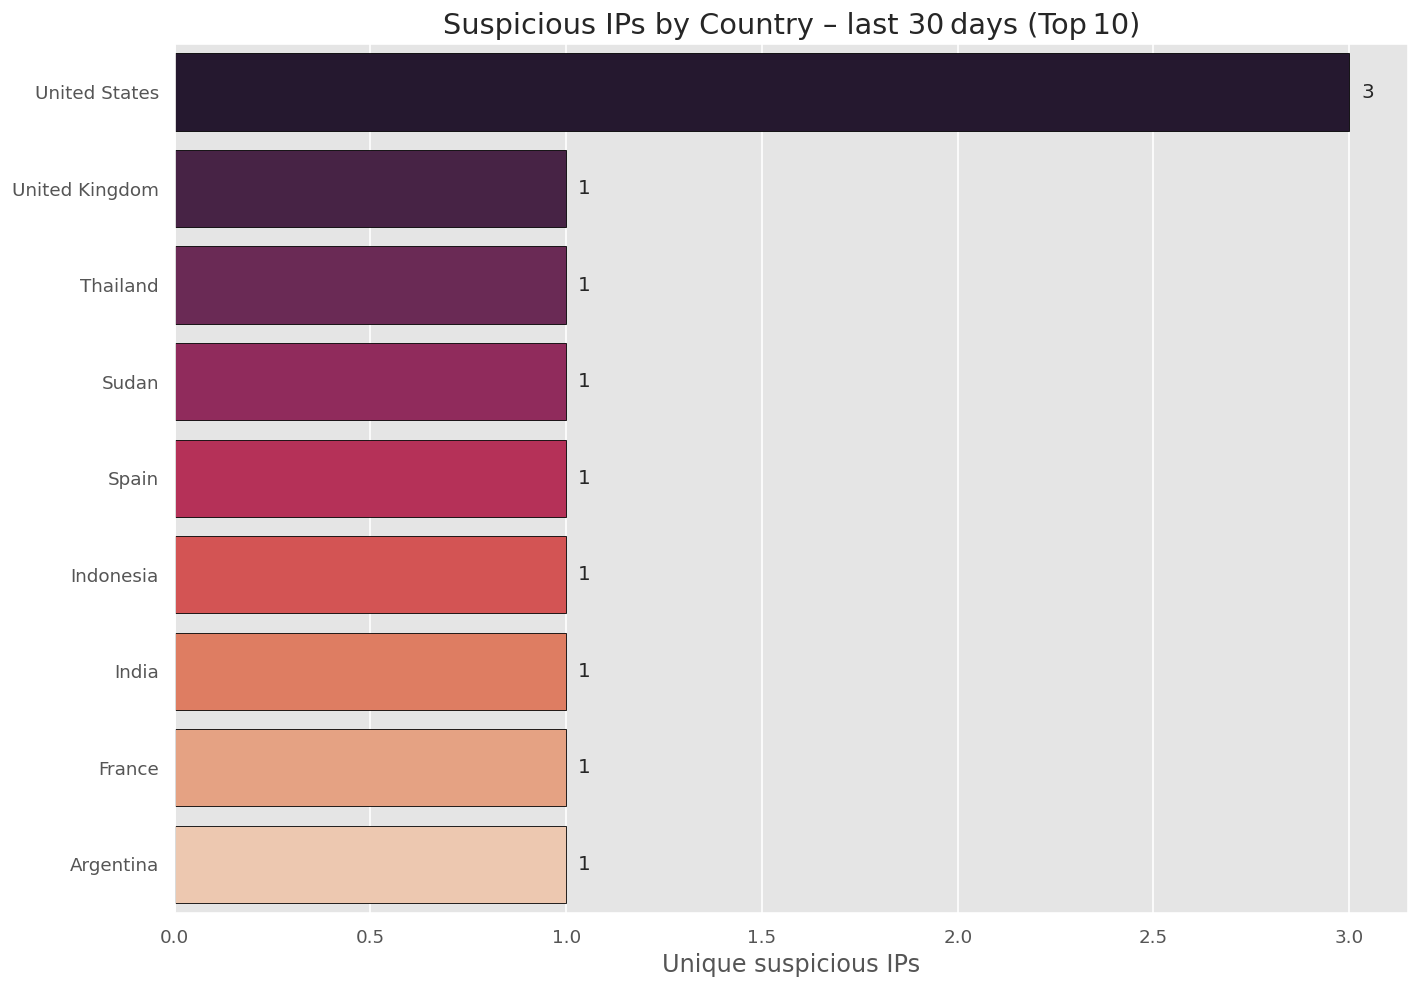 Suspicious IPs by Country – last 30 days (Top 10)
United States 3
United Kingdom 1
Thailand 1
Sudan 1
Spain 1
Indonesia 1
India 1
France 1
Argentina 1
0.0 0.5 1.0 1.5 2.0 2.5 3.0
Unique suspicious IPs